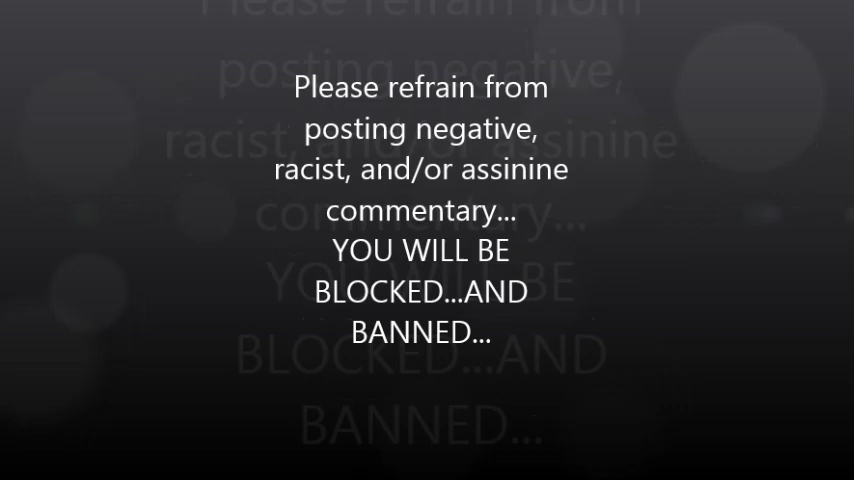 Please refrain from
posting negative,
racist, and/or assinine
commentary...
YOU WILL BE
BLOCKED...AND
BANNED...